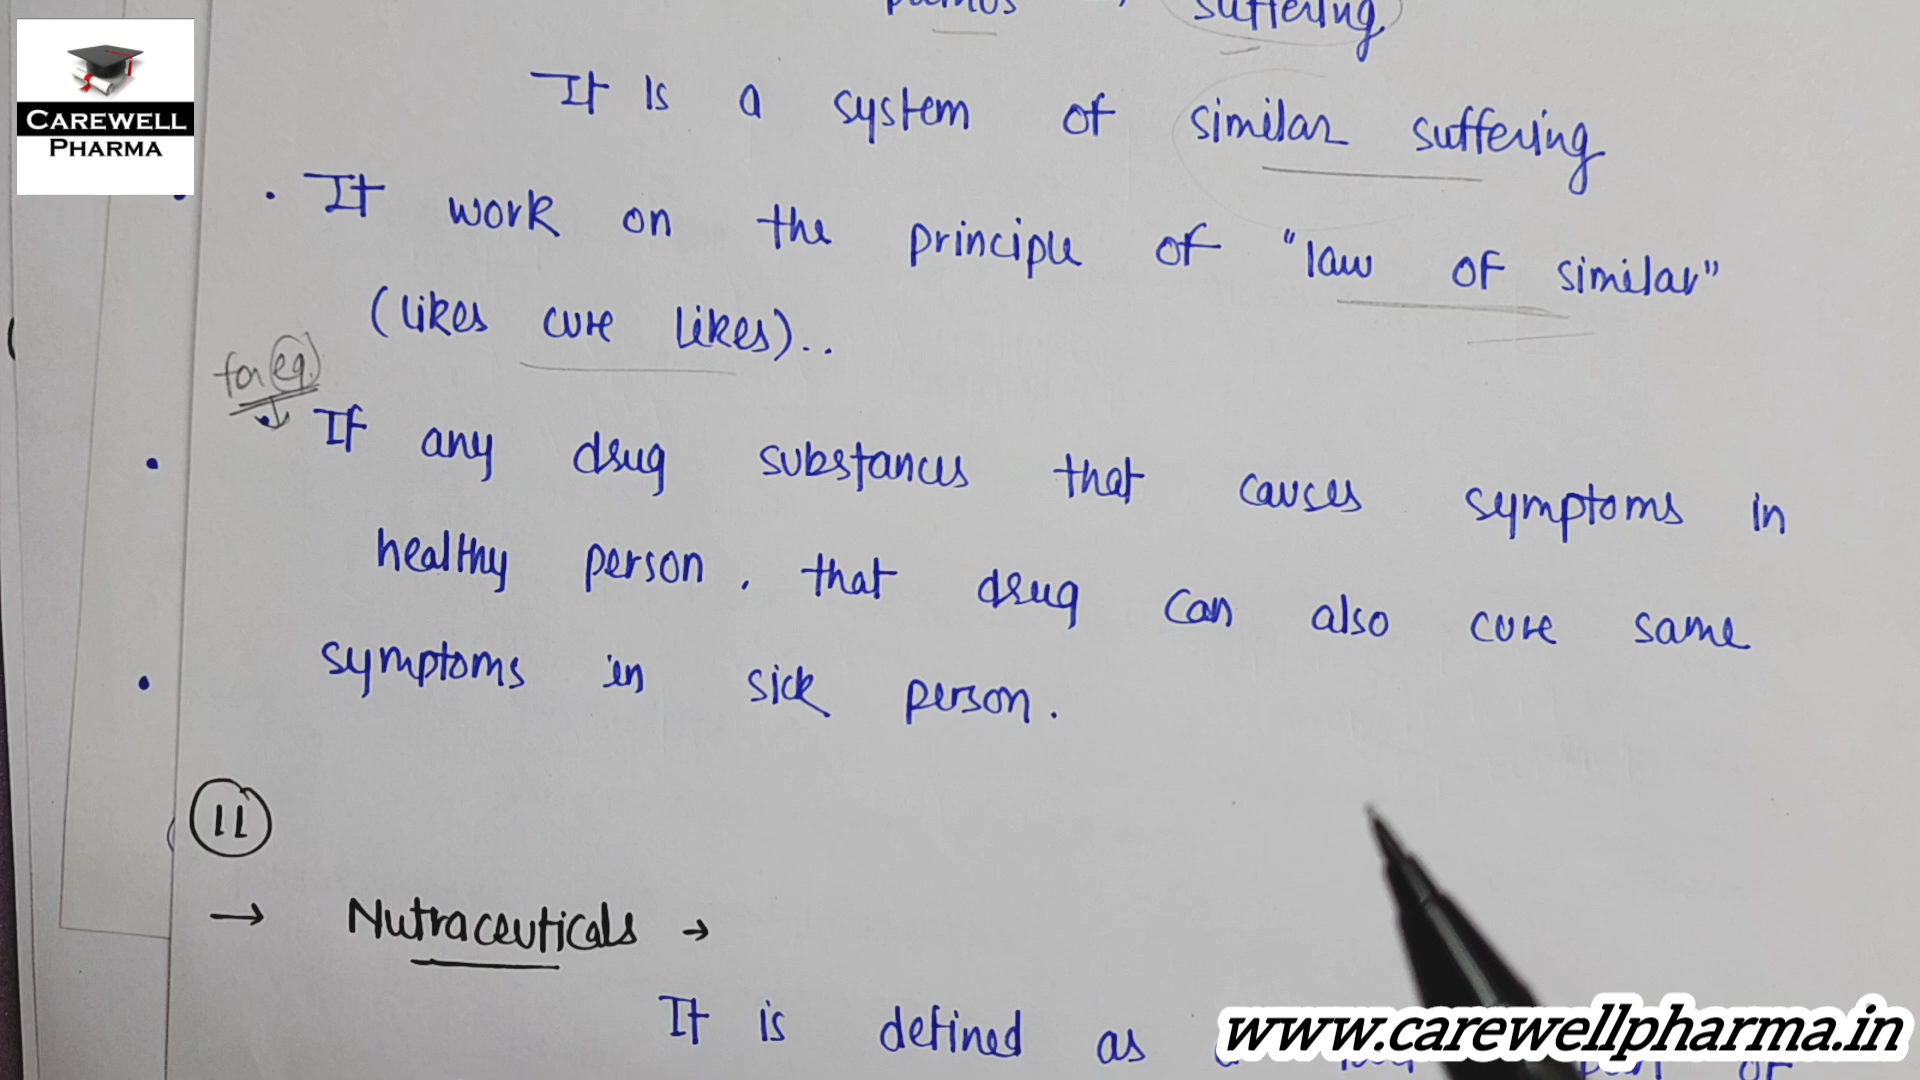 suffering
CAREWELL
PHARMA
It is a system of similar suffering
. It work on the principle of "law of similar"
(likes cure likes)..
for eg.
If any drug substances that causes symptoms in
healthy person. that drug can also cure same
symptoms in sick person.
11
→ Nutraceuticals →
It is defined as
www.carewellpharma.in